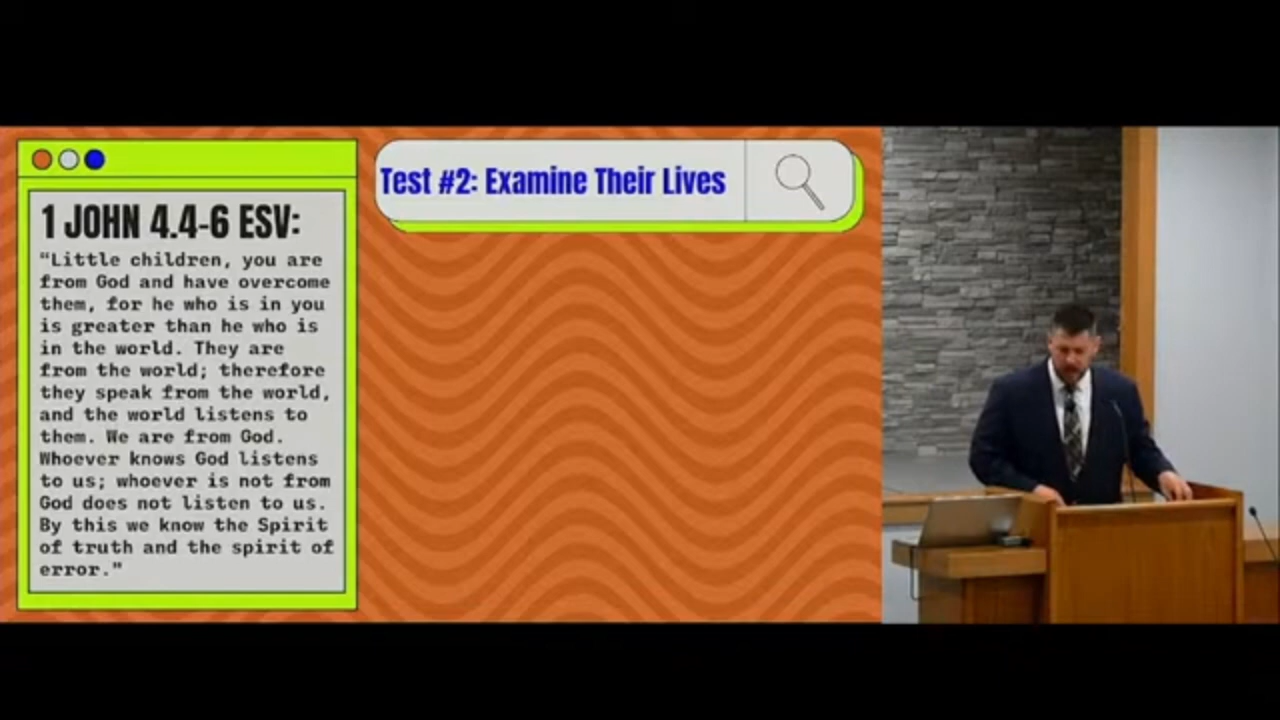 1 JOHN 4.4-6 ESV:
"Little children, you are
from God and have overcome
them, for he who is in you
is greater than he who is
in the world. They are
from the world; therefore
they speak from the world,
and the world listens to
them. We are from God.
Whoever knows God listens
to us; whoever is not from
God does not listen to us.
By this we know the Spirit
of truth and the spirit of
error."
Test #2: Examine Their Lives